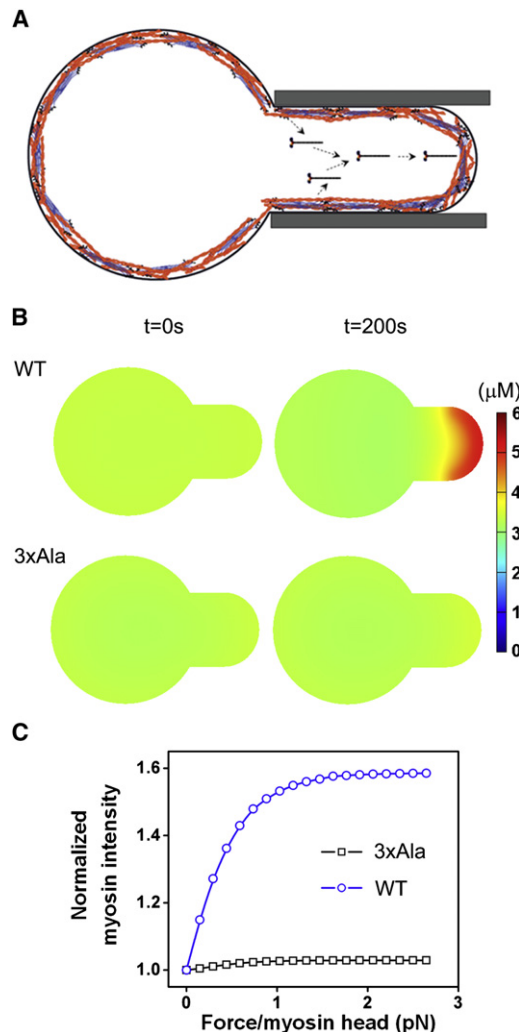 A
B
t=0s t=200s
WT
(μM)
6
5
4
3
2
1
0
3xAla
C
Normalized
myosin intensity
1.6
1.4
1.2
1.0
3xAla
WT
0 1 2 3
Force/myosin head (pN)